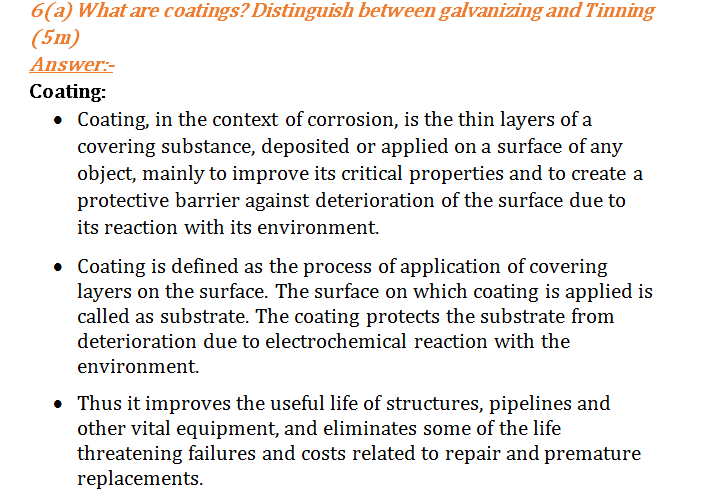 6(a) What are coatings? Distinguish between galvanizing and Tinning
(5m)
Answer:-
Coating:
• Coating, in the context of corrosion, is the thin layers of a
covering substance, deposited or applied on a surface of any
object, mainly to improve its critical properties and to create a
protective barrier against deterioration of the surface due to
its reaction with its environment.
• Coating is defined as the process of application of covering
layers on the surface. The surface on which coating is applied is
called as substrate. The coating protects the substrate from
deterioration due to electrochemical reaction with the
environment.
• Thus it improves the useful life of structures, pipelines and
other vital equipment, and eliminates some of the life
threatening failures and costs related to repair and premature
replacements.